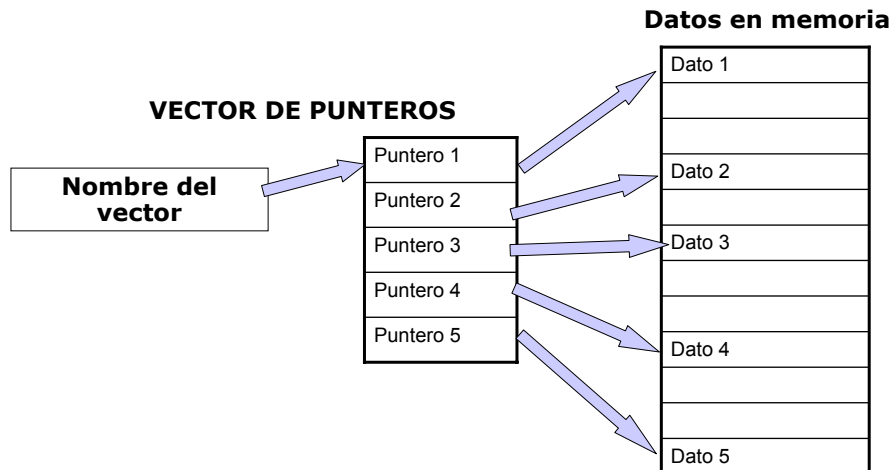 Datos en memoria
VECTOR DE PUNTEROS
Nombre del
vector
Puntero 1
Puntero 2
Puntero 3
Puntero 4
Puntero 5
Dato 1
Dato 2
Dato 3
Dato 4
Dato 5